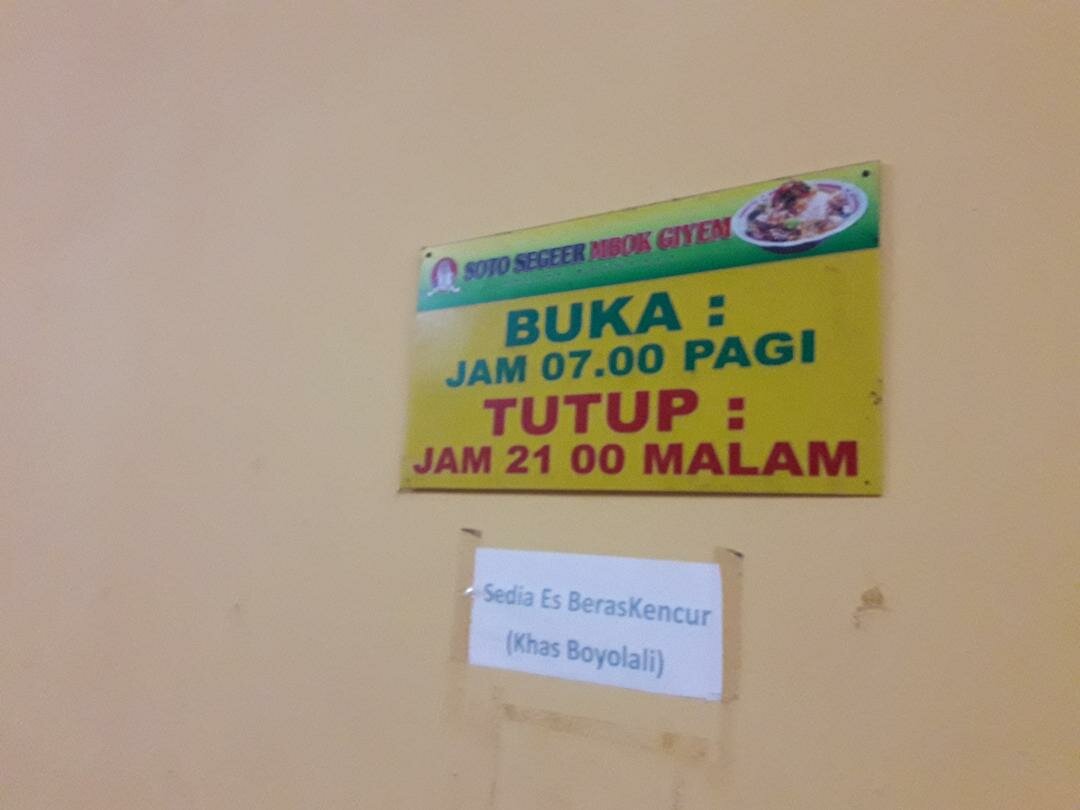 SOTO SEGEER MBOK GIYEM
BUKA :
JAM 07.00 PAGI
TUTUP :
JAM 21 00 MALAM
Sedia Es BerasKencur
(Khas Boyolali)